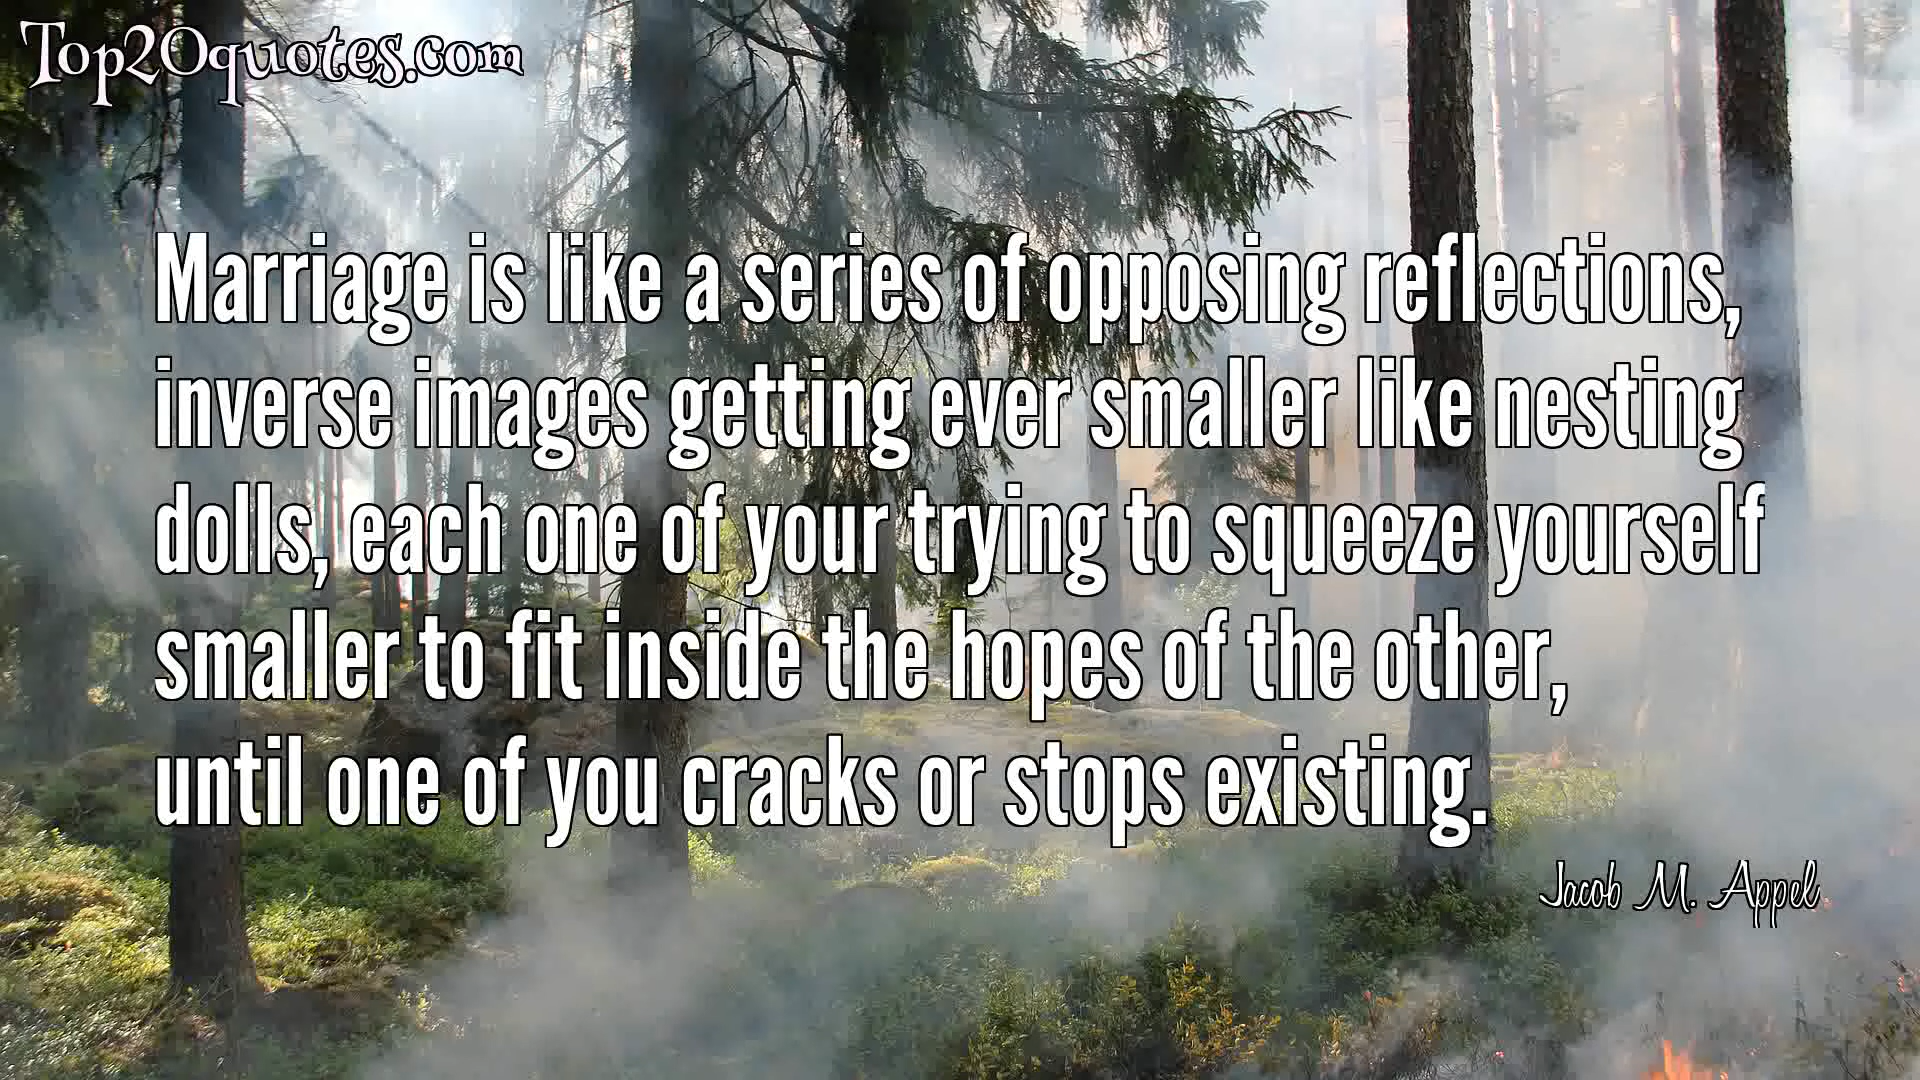 Top20quotes.com
Marriage is like a series of opposing reflections,
inverse images getting ever smaller like nesting
dolls, each one of your trying to squeeze yourself
smaller to fit inside the hopes of the other,
until one of you cracks or stops existing.
Jacob M. Appel